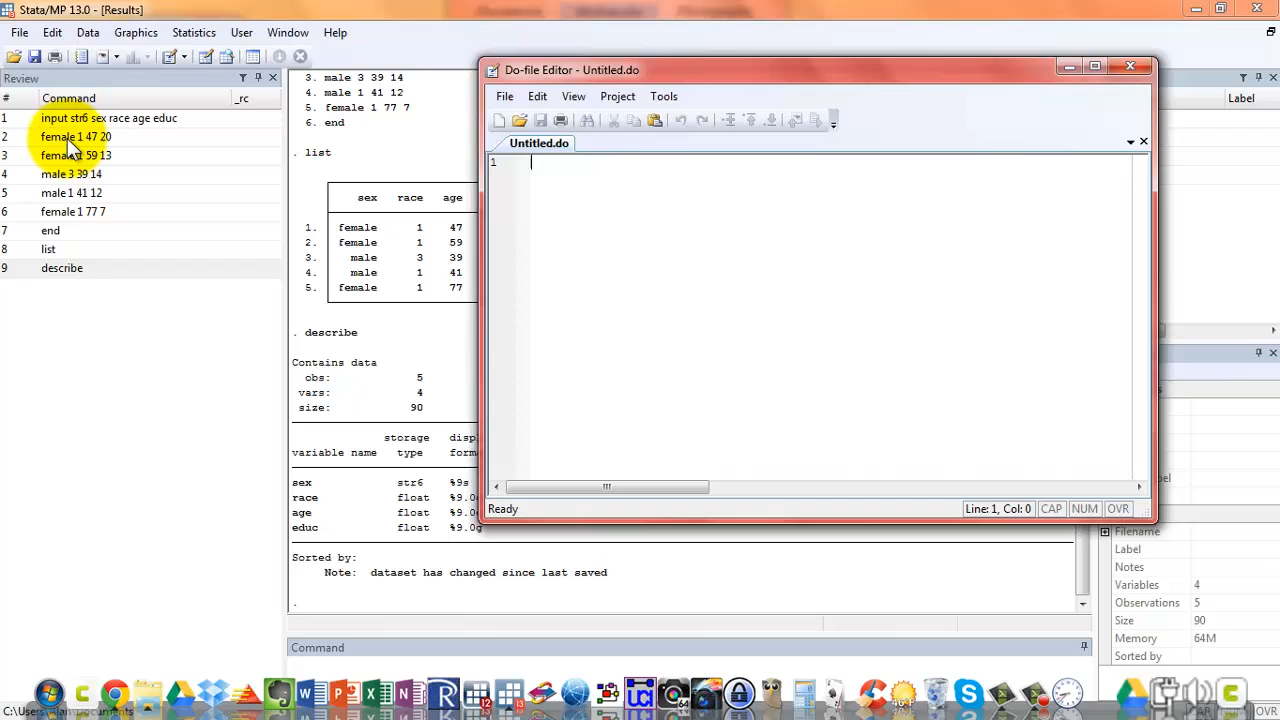 Stata/MP 13.0 - [Results]
File Edit Data Graphics Statistics User Window Help
Review
# Command _rc
1 input str6 sex race age educ
2 female 1 47 20
3 female 1 59 13
4 male 3 39 14
5 male 1 41 12
6 female 1 77 7
7 end
8 list
9 describe
3. male 3 39 14
4. male 1 41 12
5. female 1 77 7
6. end
. list
sex race age
1. female 1 47
2. female 1 59
3. male 3 39
4. male 1 41
5. female 1 77
. describe
Contains data
obs: 5
vars: 4
size: 90
storage disp
variable name type form
sex str6 %9s
race float %9.0g
age float %9.0g
educ float %9.0g
Sorted by:
Note: dataset has changed since last saved
.
Command
Do-file Editor - Untitled.do
File Edit View Project Tools
Untitled.do
1
Ready Line: 1, Col: 0 CAP NUM OVR
Label
Filename
Label
Notes
Variables 4
Observations 5
Size 90
Memory 64M
Sorted by
CAP NUM OVR